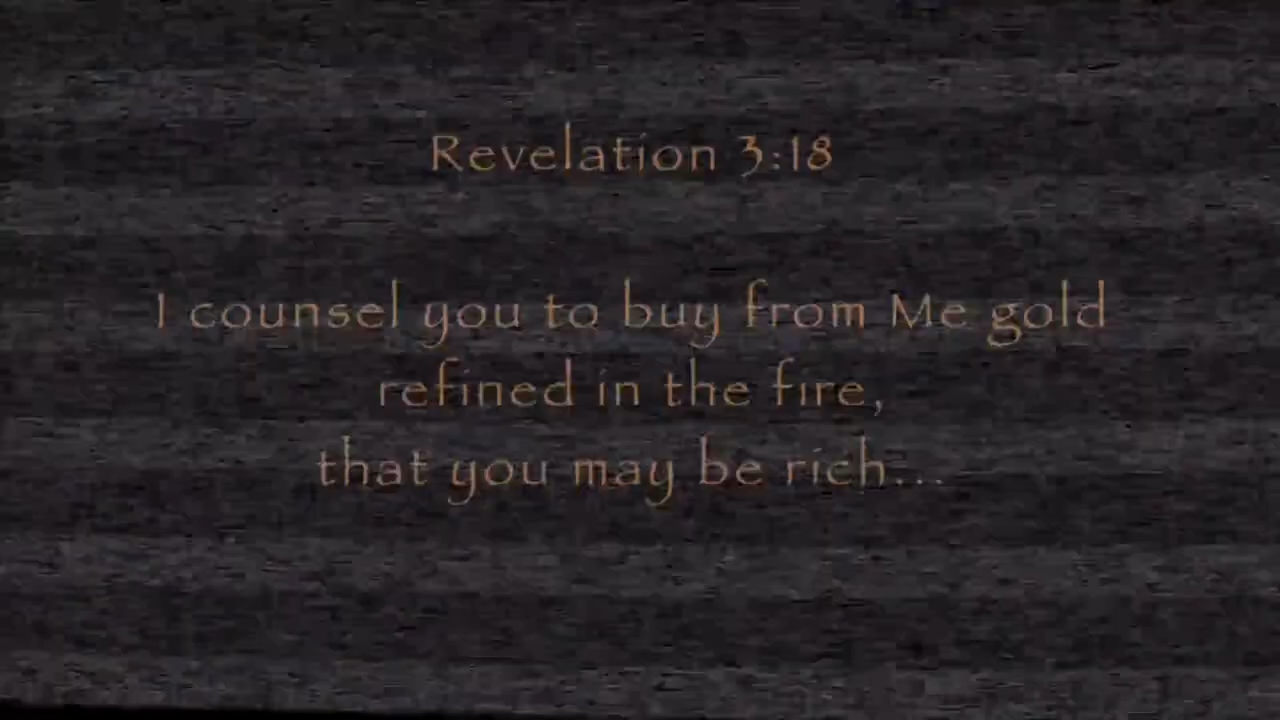 Revelation 3:18
I counsel you to buy from Me gold
refined in the fire,
that you may be rich...